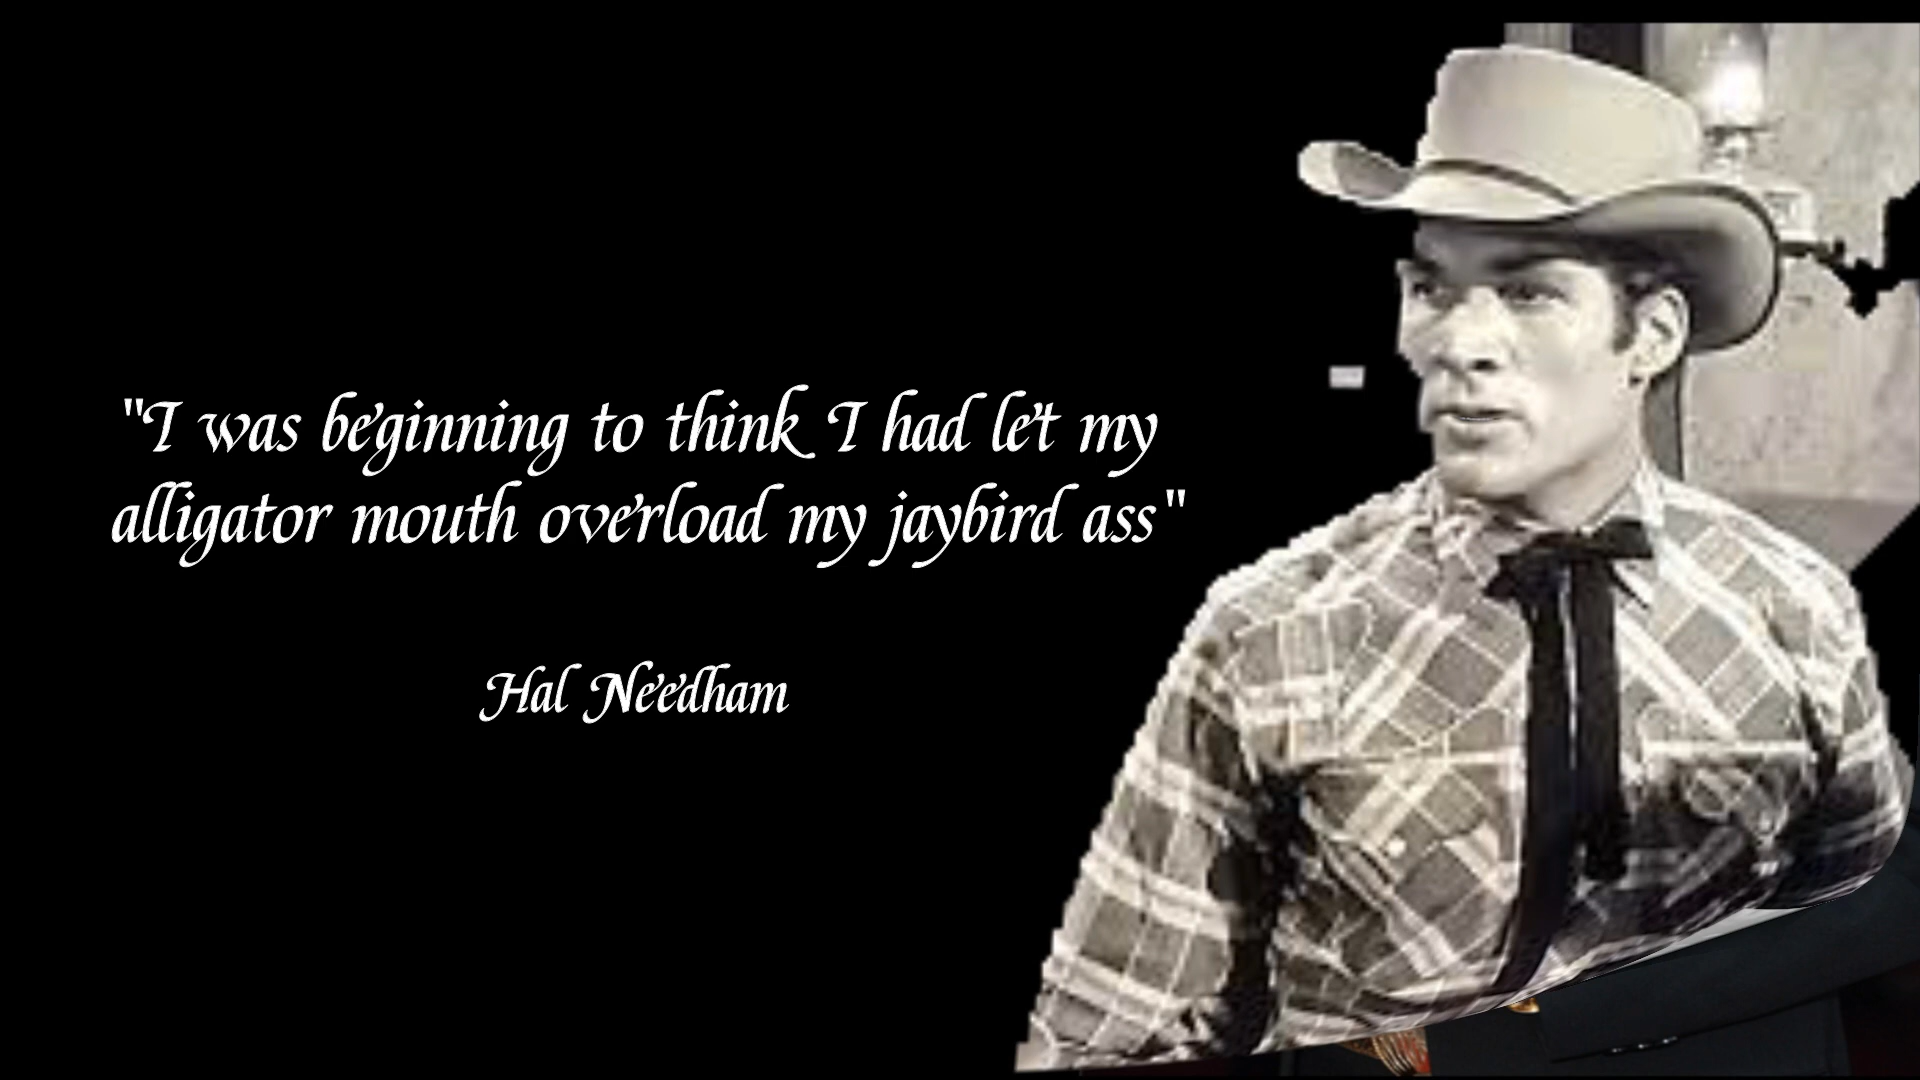 "I was beginning to think I had let my
alligator mouth overload my jaybird ass"
Hal Needham